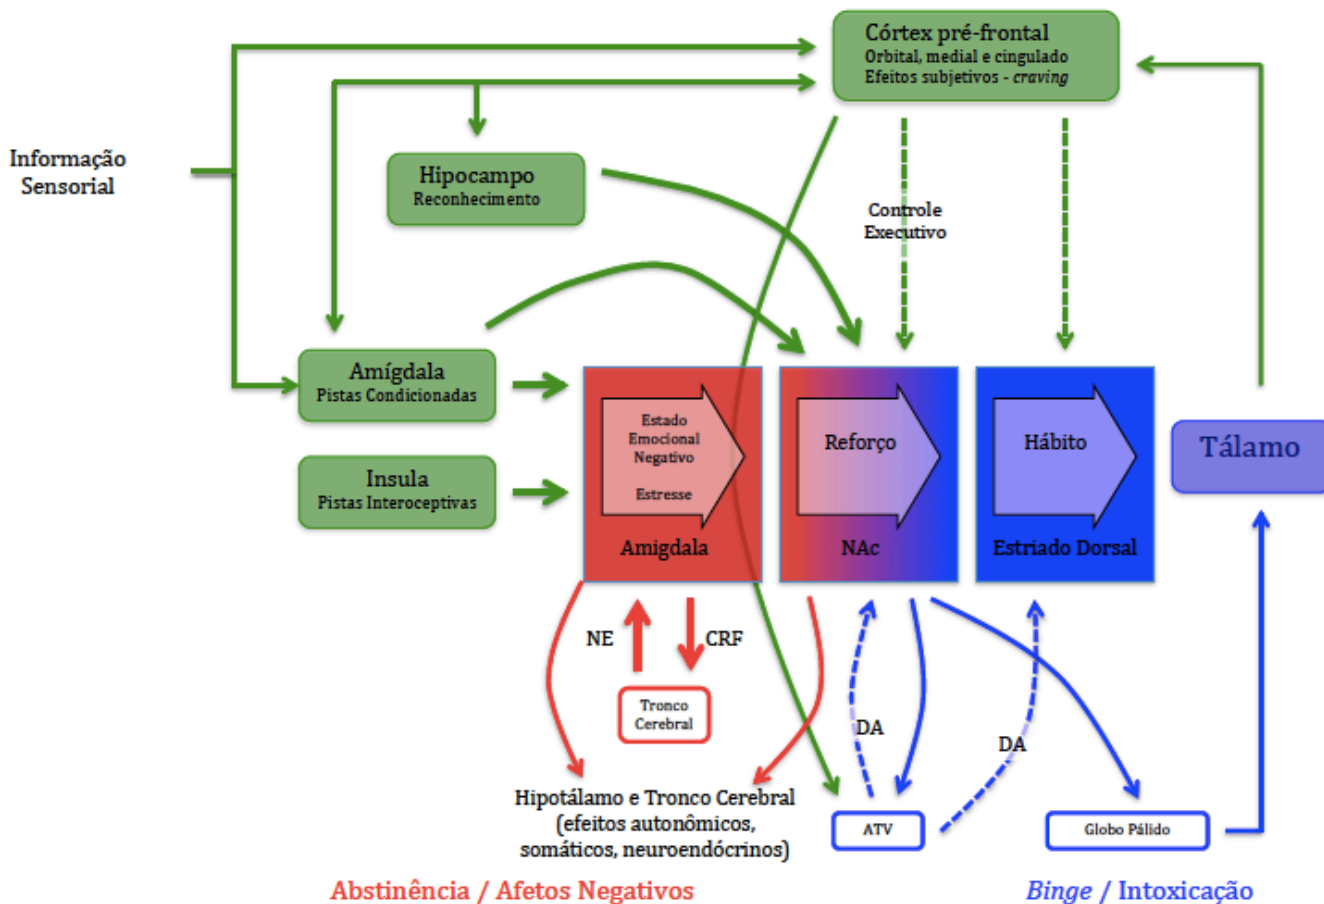 Córtex pré-frontal
Orbital, medial e cingulado
Efeitos subjetivos - craving
Informação
Sensorial
Hipocampo
Reconhecimento
Controle
Executivo
Amígdala
Pistas Condicionadas
Insula
Pistas Interoceptivas
Estado
Emocional
Negativo
Estresse
Amigdala
Reforço
NAc
Hábito
Estriado Dorsal
Tálamo
NE
CRF
Tronco
Cerebral
DA
DA
Hipotálamo e Tronco Cerebral
(efeitos autonômicos,
somáticos, neuroendócrinos)
ATV
Globo Pálido
Abstinência / Afetos Negativos
Binge / Intoxicação